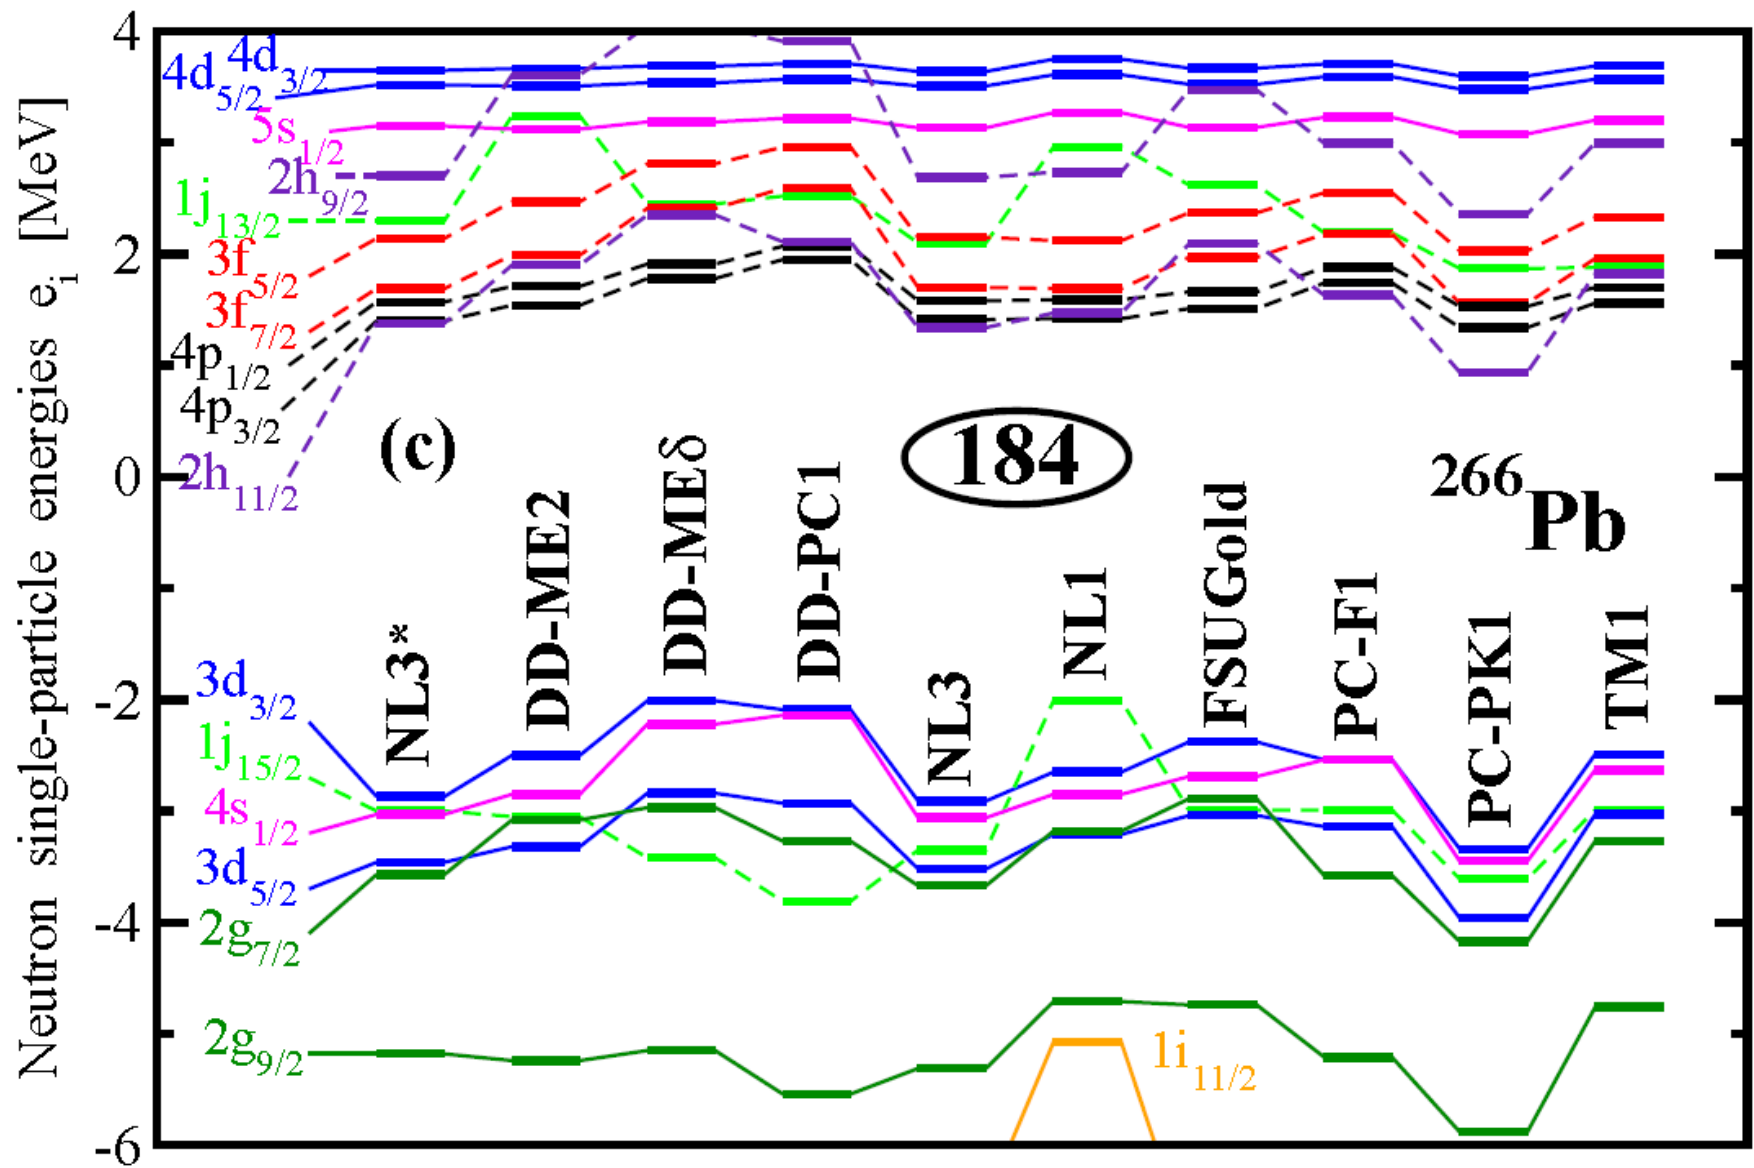 Neutron single-particle energies e_i [MeV]
4
2
0
-2
-4
-6
4d_3/2
4d_5/2
5s_1/2
2h_9/2
1j_13/2
3f_5/2
3f_7/2
4p_1/2
4p_3/2
2h_11/2
(c)
184
^266Pb
NL3*
DD-ME2
DD-MEδ
DD-PC1
NL3
NL1
FSUGold
PC-F1
PC-PK1
TM1
3d_3/2
1j_15/2
4s_1/2
3d_5/2
2g_7/2
2g_9/2
1i_11/2